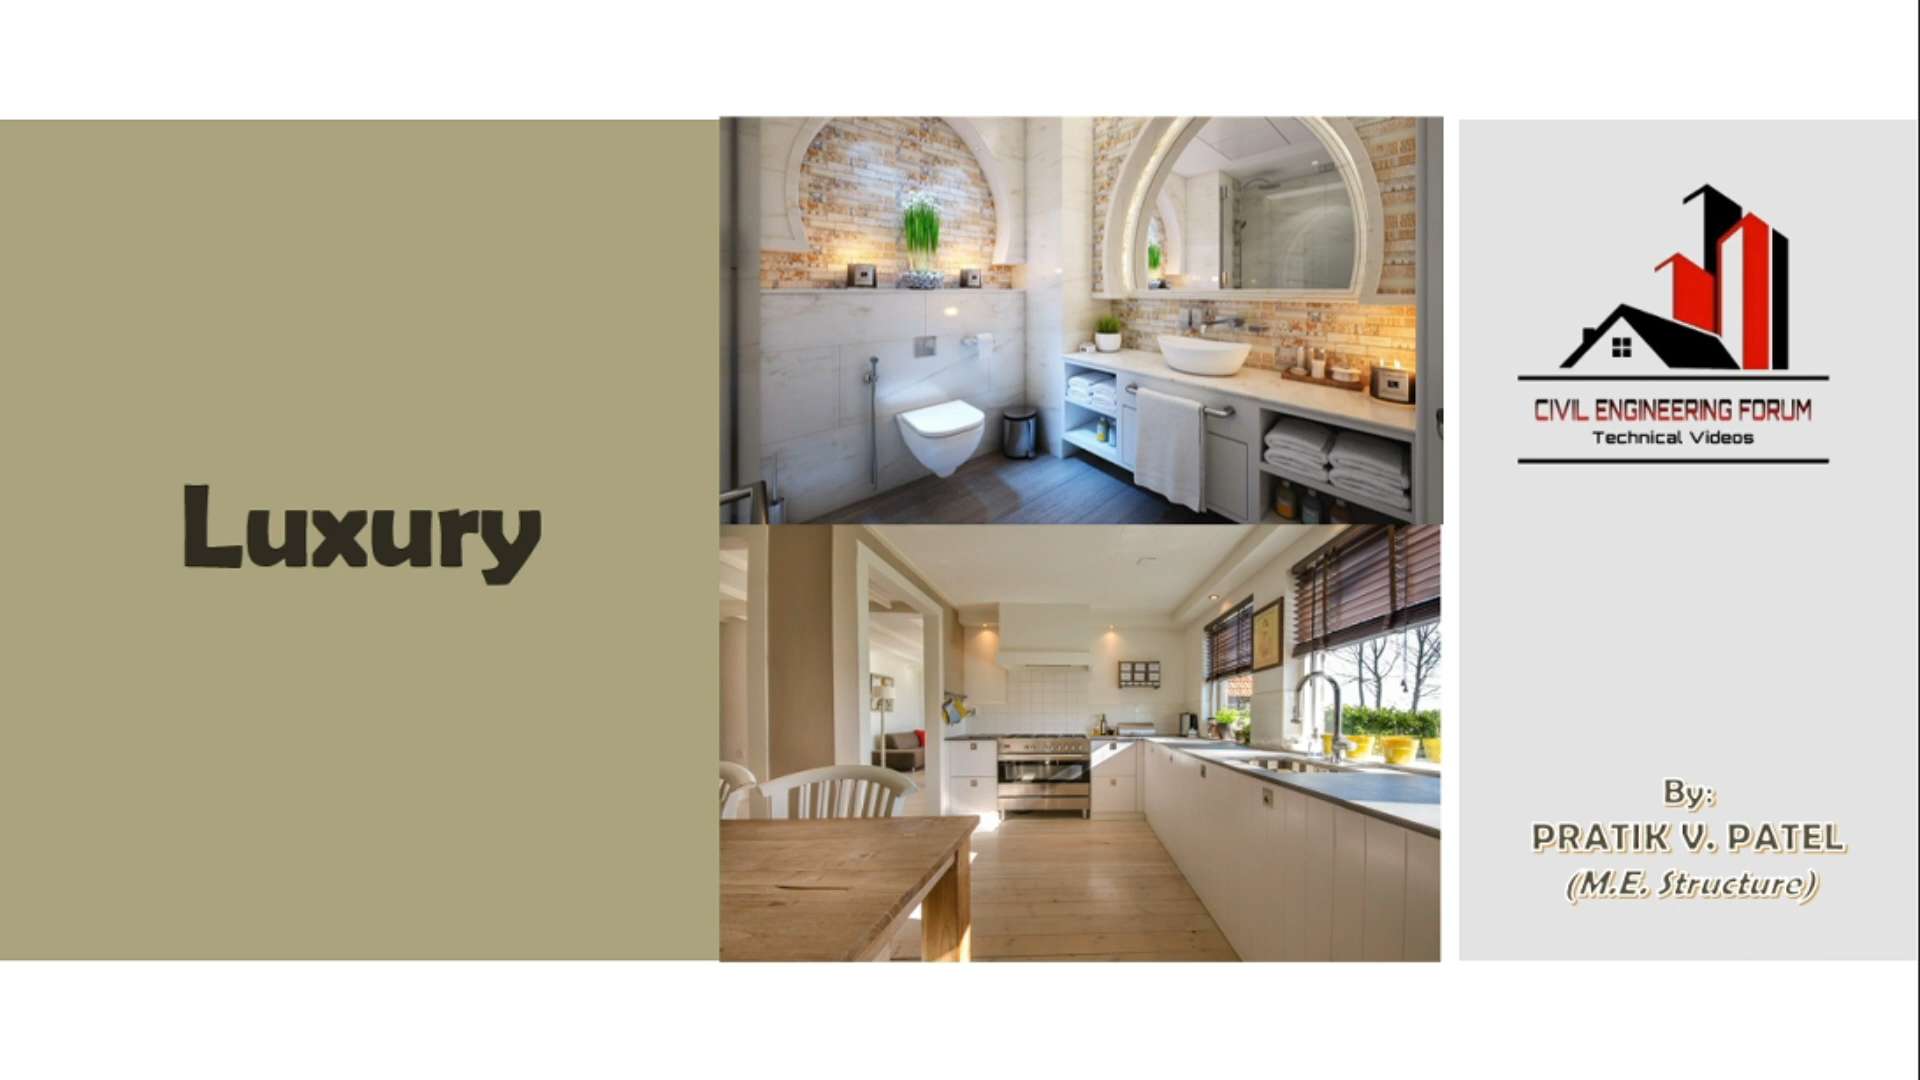 Luxury
CIVIL ENGINEERING FORUM
Technical Videos
By:
PRATIK V. PATEL
(M.E. Structure)